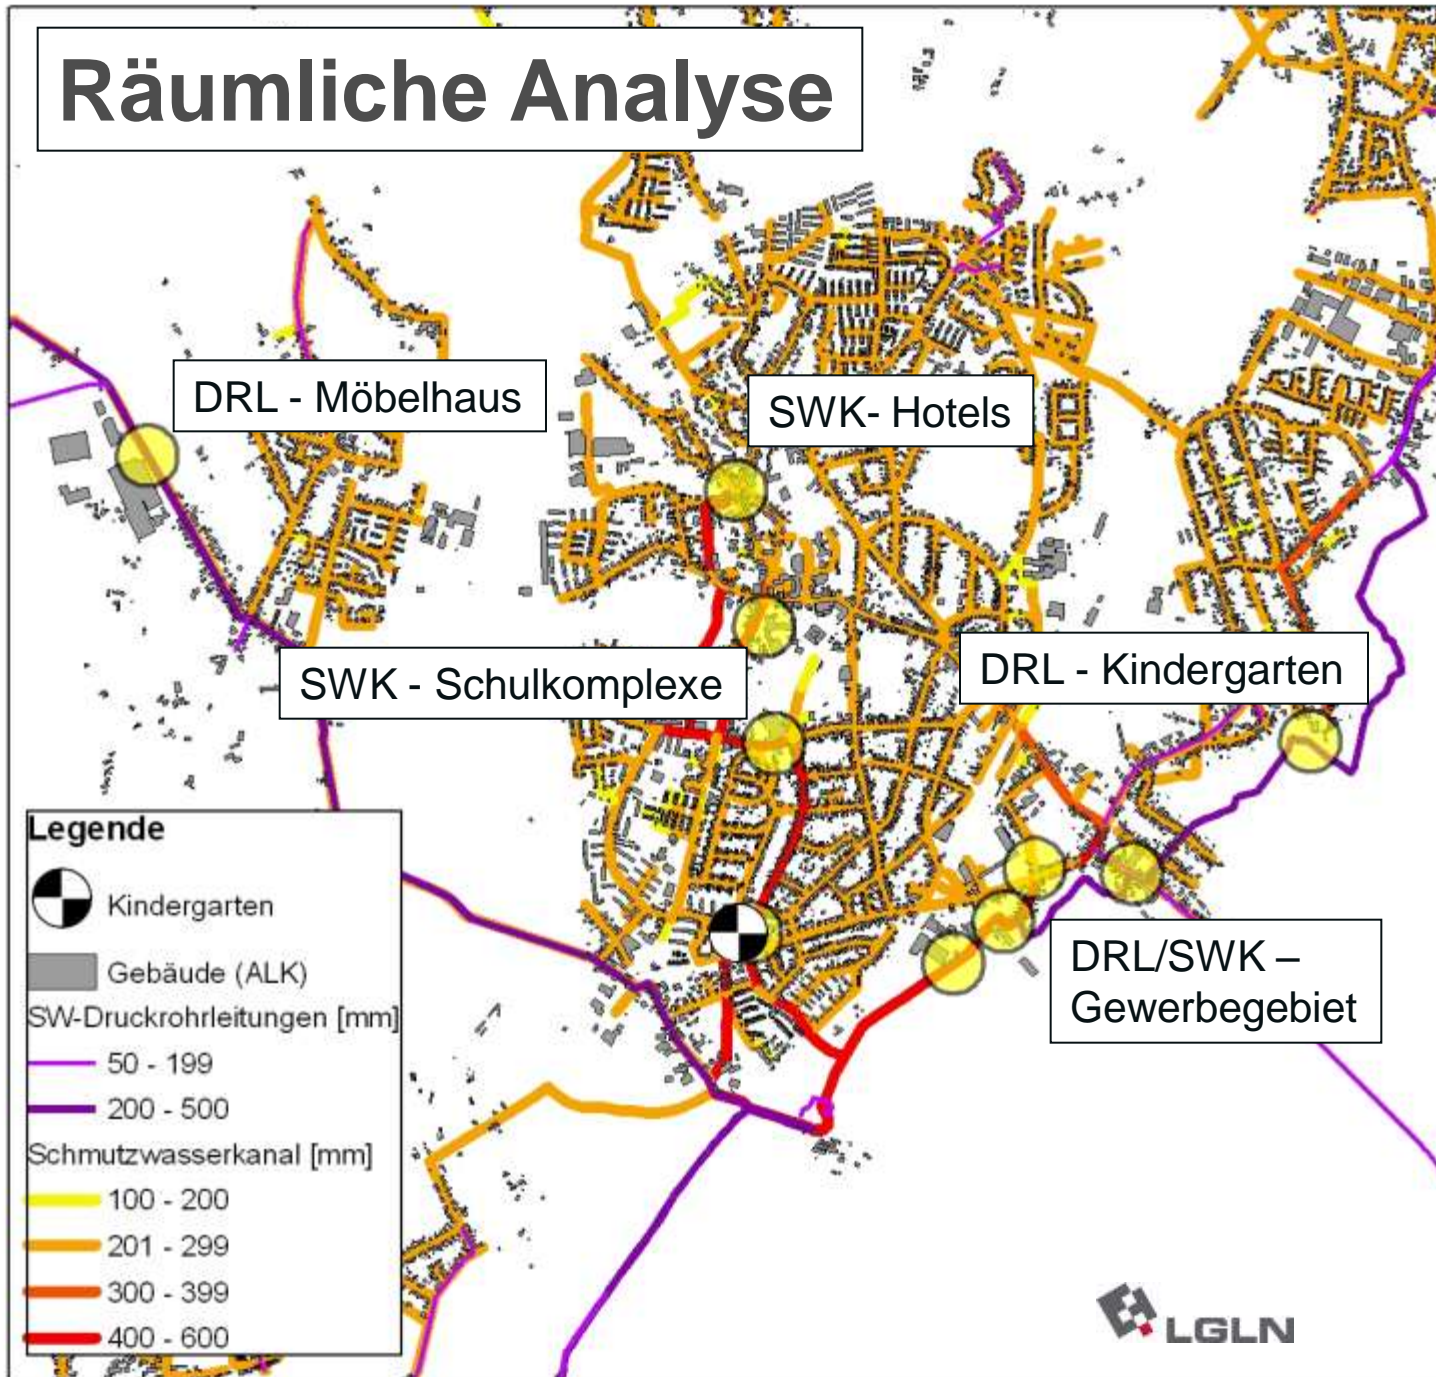 Räumliche Analyse
DRL - Möbelhaus
SWK- Hotels
SWK - Schulkomplexe
DRL - Kindergarten
DRL/SWK –
Gewerbegebiet
Legende
Kindergarten
Gebäude (ALK)
SW-Druckrohrleitungen [mm]
50 - 199
200 - 500
Schmutzwasserkanal [mm]
100 - 200
201 - 299
300 - 399
400 - 600
LGLN